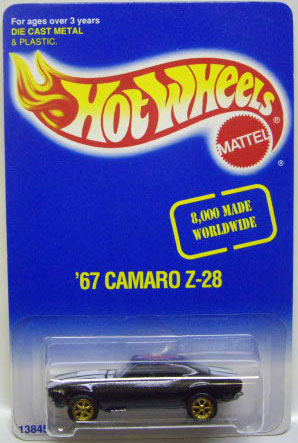 For ages over 3 years
DIE CAST METAL
& PLASTIC.
HOT WHEELS
®
MATTEL
®
8,000 MADE
WORLDWIDE
'67 CAMARO Z-28